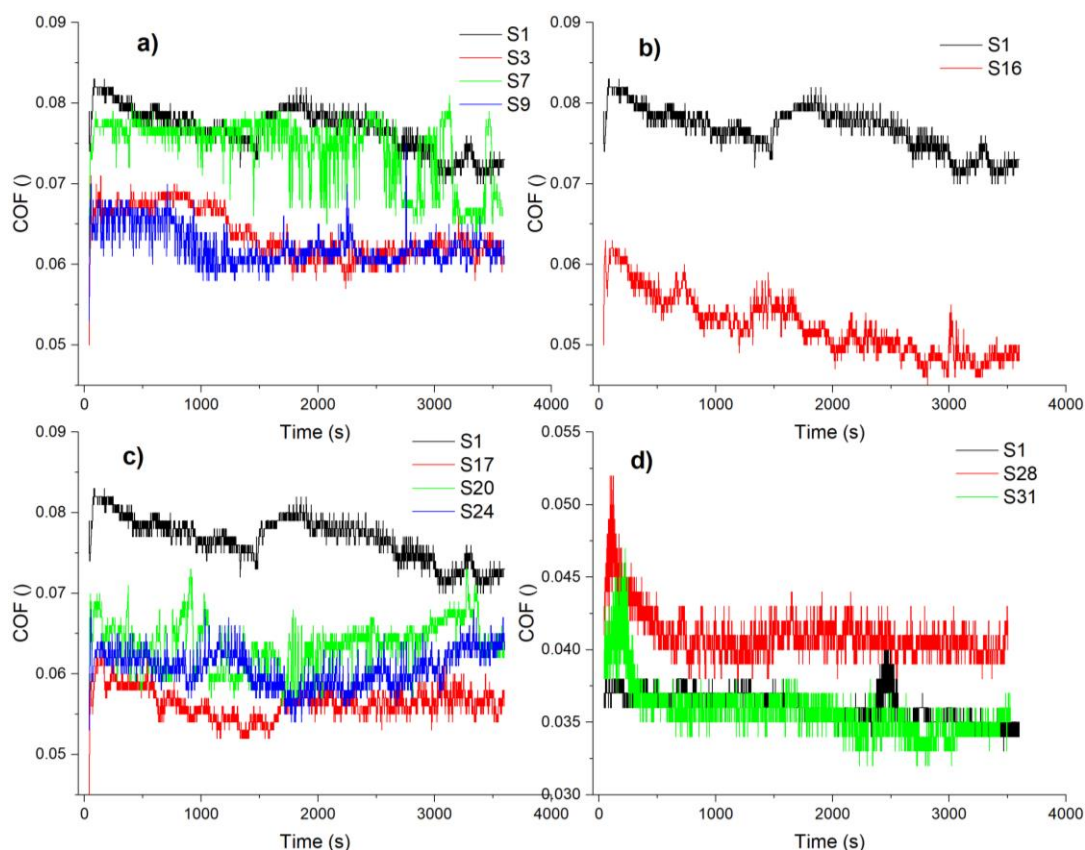 a)
S1
S3
S7
S9
COF ()
0.09
0.08
0.07
0.06
0.05
0 1000 2000 3000 4000
Time (s)
b)
S1
S16
COF ()
0.09
0.08
0.07
0.06
0.05
0 1000 2000 3000 4000
Time (s)
c)
S1
S17
S20
S24
COF ()
0.09
0.08
0.07
0.06
0.05
0 1000 2000 3000 4000
Time (s)
d)
S1
S28
S31
COF ()
0.055
0.050
0.045
0.040
0.035
0,030
0 1000 2000 3000 4000
Time (s)